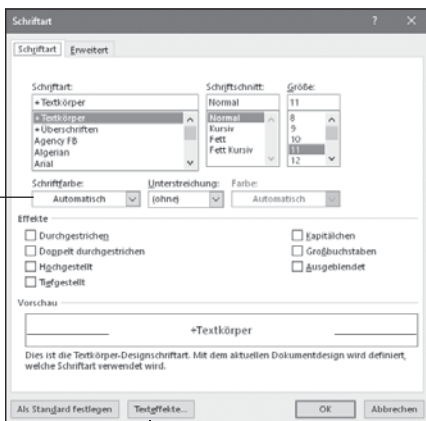 Schriftart ? ×
Schriftart Erweitert
Schriftart: Schriftschnitt: Größe:
+Textkörper Normal 11
+Textkörper Normal 8
+Überschriften Kursiv 9
Agency FB Fett 10
Algerian Fett Kursiv 11
Arial 12
Schriftfarbe: Unterstreichung: Farbe:
Automatisch (ohne) Automatisch
Effekte
Durchgestrichen Kapitälchen
Doppelt durchgestrichen Großbuchstaben
Hochgestellt Ausgeblendet
Tiefgestellt
Vorschau
+Textkörper
Dies ist die Textkörper-Designschriftart. Mit dem aktuellen Dokumentdesign wird definiert,
welche Schriftart verwendet wird.
Als Standard festlegen Texteffekte... OK Abbrechen